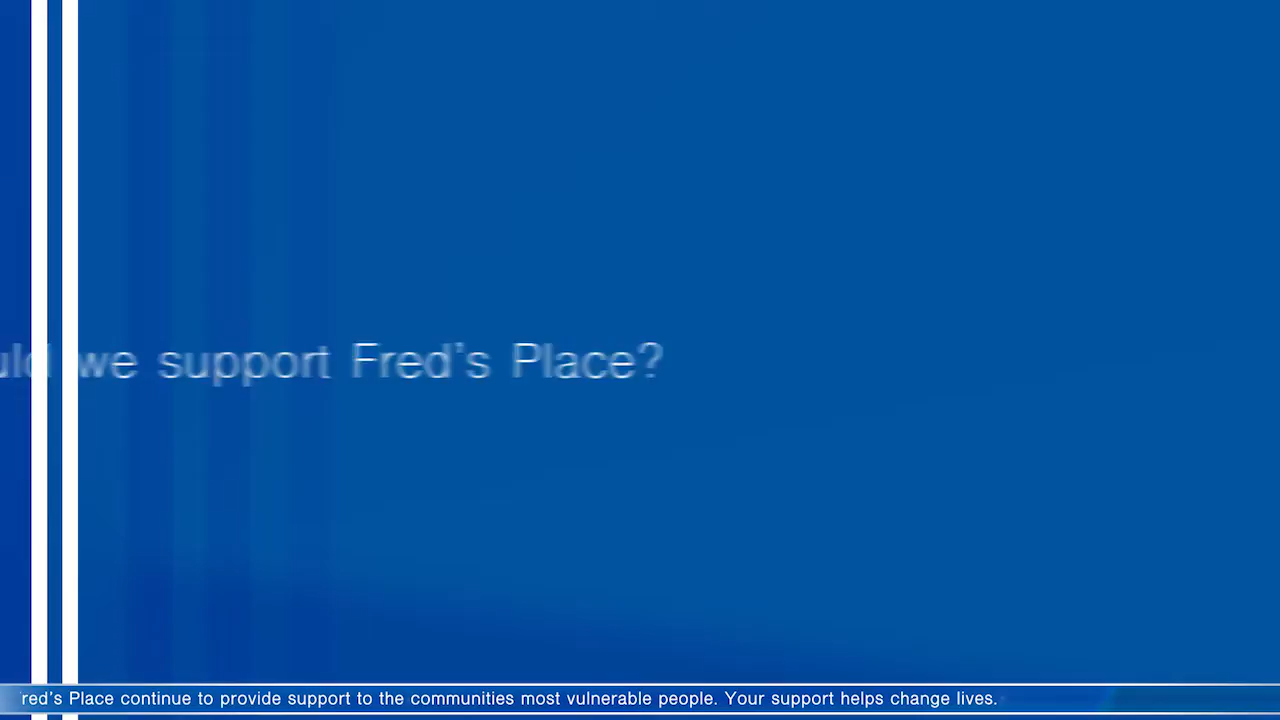 we support Fred's Place?
red's Place continue to provide support to the communities most vulnerable people. Your support helps change lives.